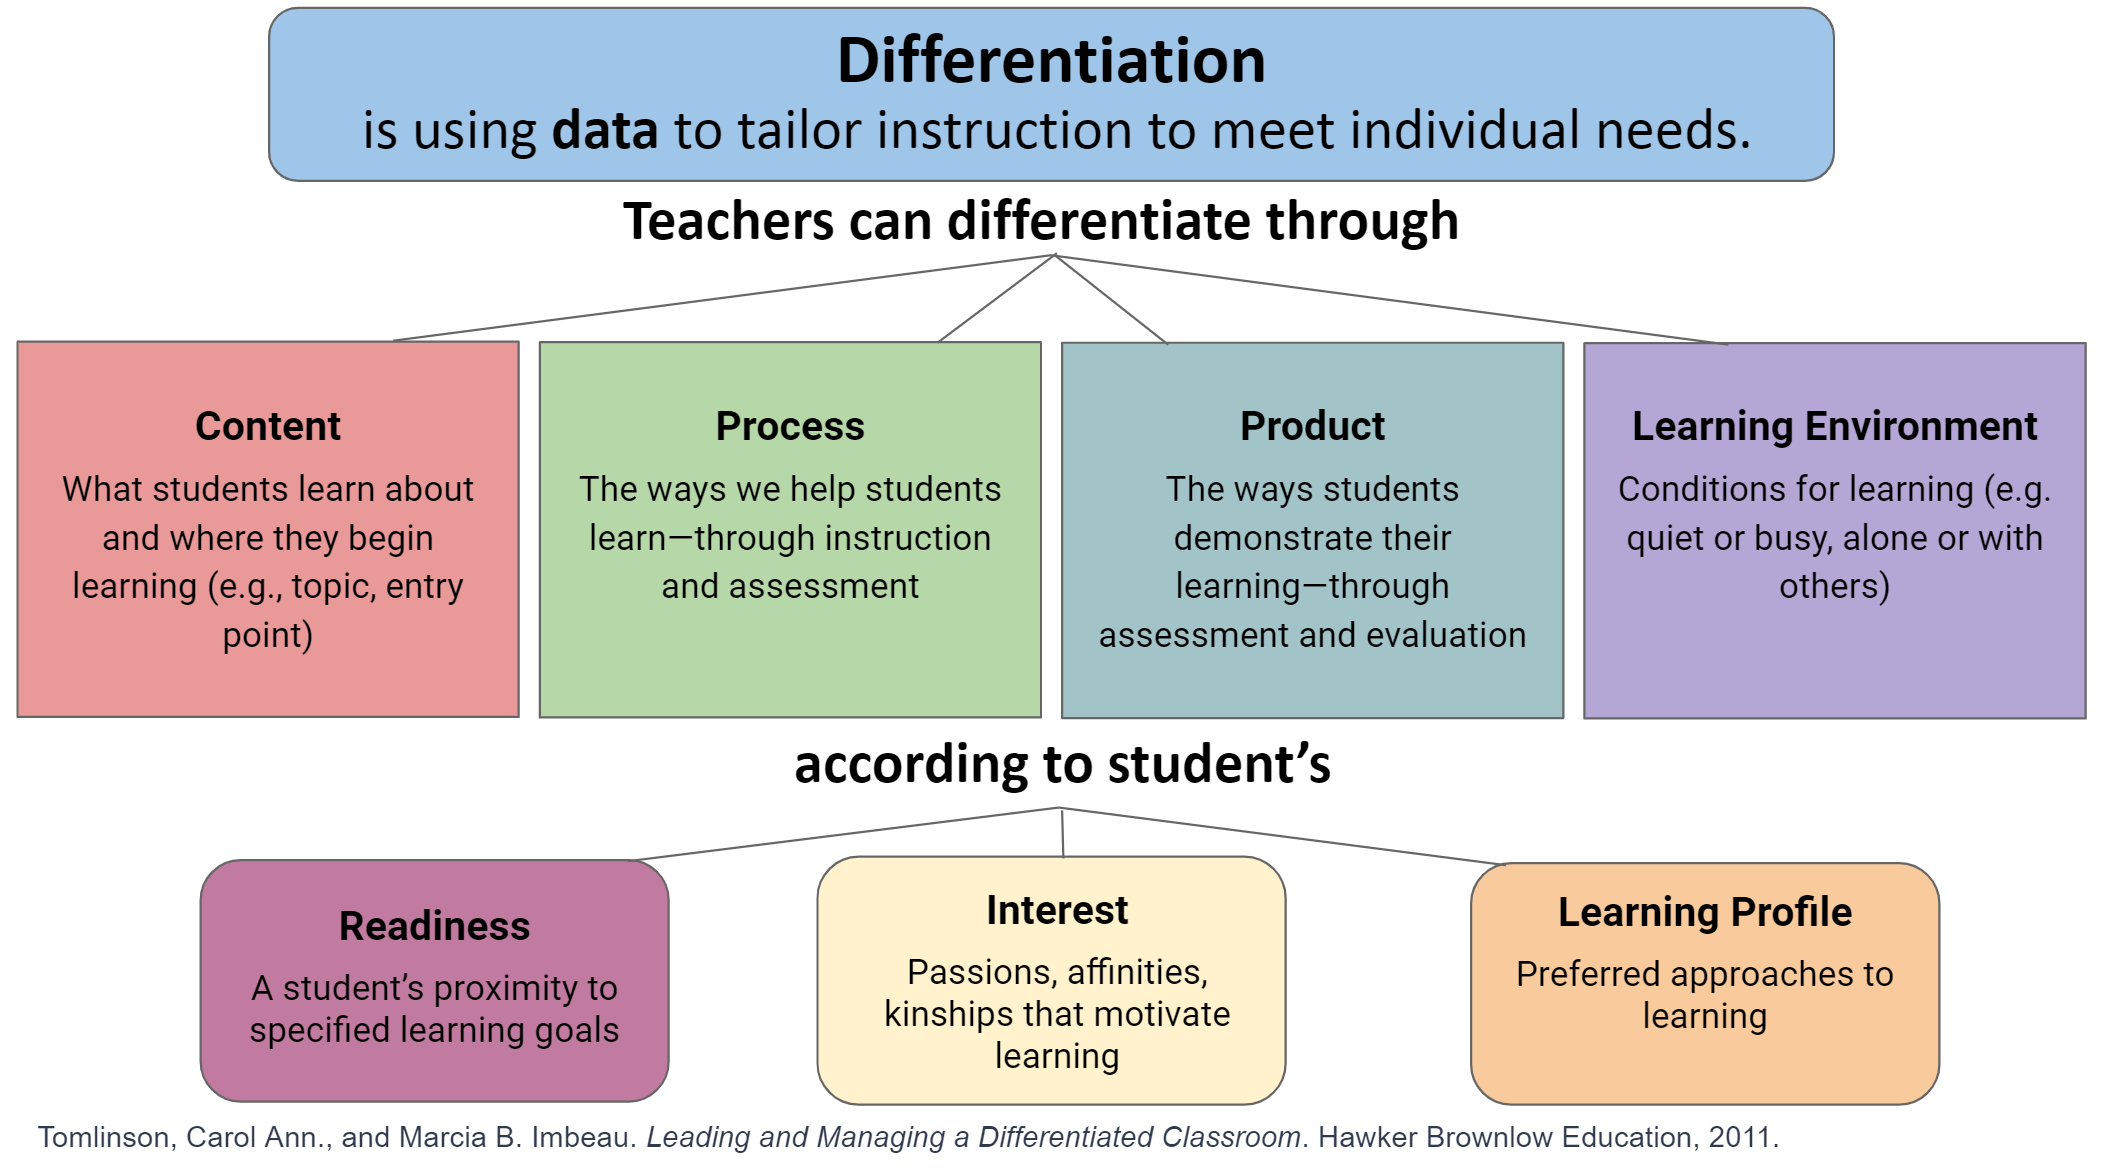 Differentiation
is using data to tailor instruction to meet individual needs.
Teachers can differentiate through
Content
What students learn about
and where they begin
learning (e.g., topic, entry
point)
Process
The ways we help students
learn—through instruction
and assessment
Product
The ways students
demonstrate their
learning—through
assessment and evaluation
Learning Environment
Conditions for learning (e.g.
quiet or busy, alone or with
others)
according to student’s
Readiness
A student’s proximity to
specified learning goals
Interest
Passions, affinities,
kinships that motivate
learning
Learning Profile
Preferred approaches to
learning
Tomlinson, Carol Ann., and Marcia B. Imbeau. Leading and Managing a Differentiated Classroom. Hawker Brownlow Education, 2011.